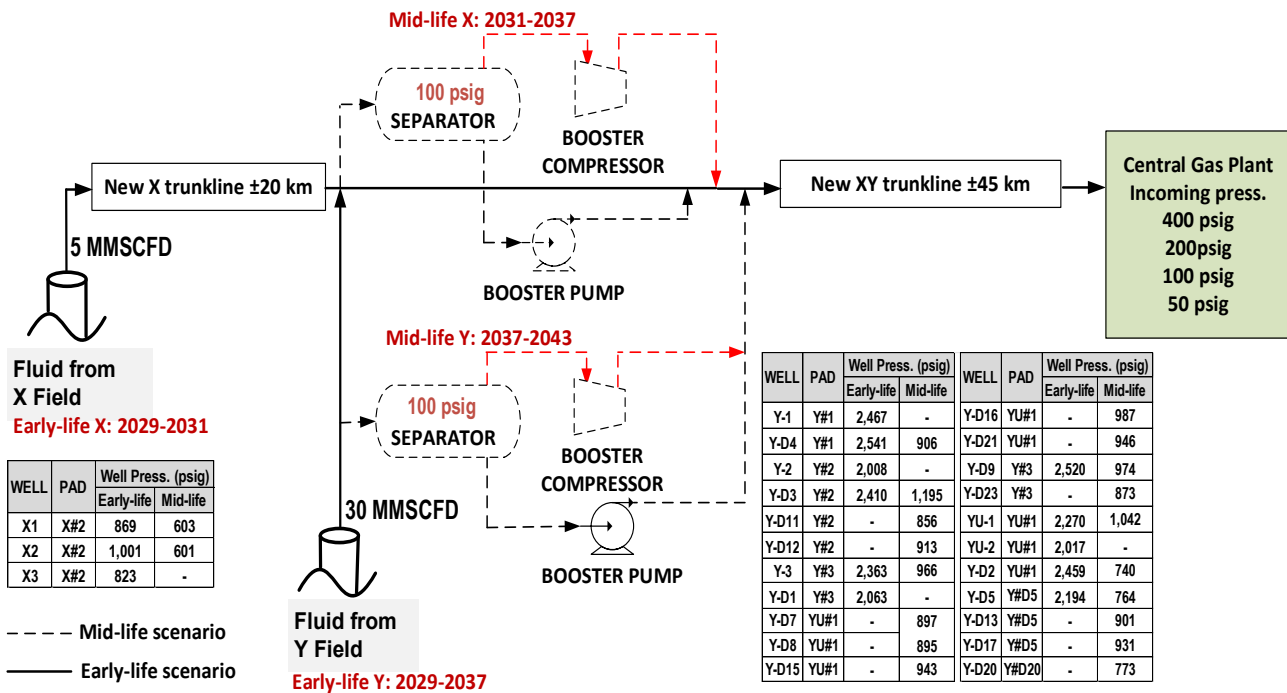 Mid-life X: 2031-2037
100 psig
SEPARATOR
BOOSTER
COMPRESSOR
New X trunkline ±20 km
New XY trunkline ±45 km
Central Gas Plant
Incoming press.
400 psig
200psig
100 psig
50 psig
5 MMSCFD
BOOSTER PUMP
Fluid from
X Field
Early-life X: 2029-2031
Mid-life Y: 2037-2043
100 psig
SEPARATOR
BOOSTER
COMPRESSOR
30 MMSCFD
BOOSTER PUMP
Fluid from
Y Field
Early-life Y: 2029-2037
WELL PAD Well Press. (psig)
Early-life Mid-life
X1 X#2 869 603
X2 X#2 1,001 601
X3 X#2 823 -
Mid-life scenario
Early-life scenario
WELL PAD Well Press. (psig) WELL PAD Well Press. (psig)
Early-life Mid-life Early-life Mid-life
Y-1 Y#1 2,467 - Y-D16 YU#1 - 987
Y-D4 Y#1 2,541 906 Y-D21 YU#1 - 946
Y-2 Y#2 2,008 - Y-D9 Y#3 2,520 974
Y-D3 Y#2 2,410 1,195 Y-D23 Y#3 - 873
Y-D11 Y#2 - 856 YU-1 YU#1 2,270 1,042
Y-D12 Y#2 - 913 YU-2 YU#1 2,017 -
Y-3 Y#3 2,363 966 Y-D2 YU#1 2,459 740
Y-D1 Y#3 2,063 - Y-D5 Y#D5 2,194 764
Y-D7 YU#1 - 897 Y-D13 Y#D5 - 901
Y-D8 YU#1 - 895 Y-D17 Y#D5 - 931
Y-D15 YU#1 - 943 Y-D20 Y#D20 - 773